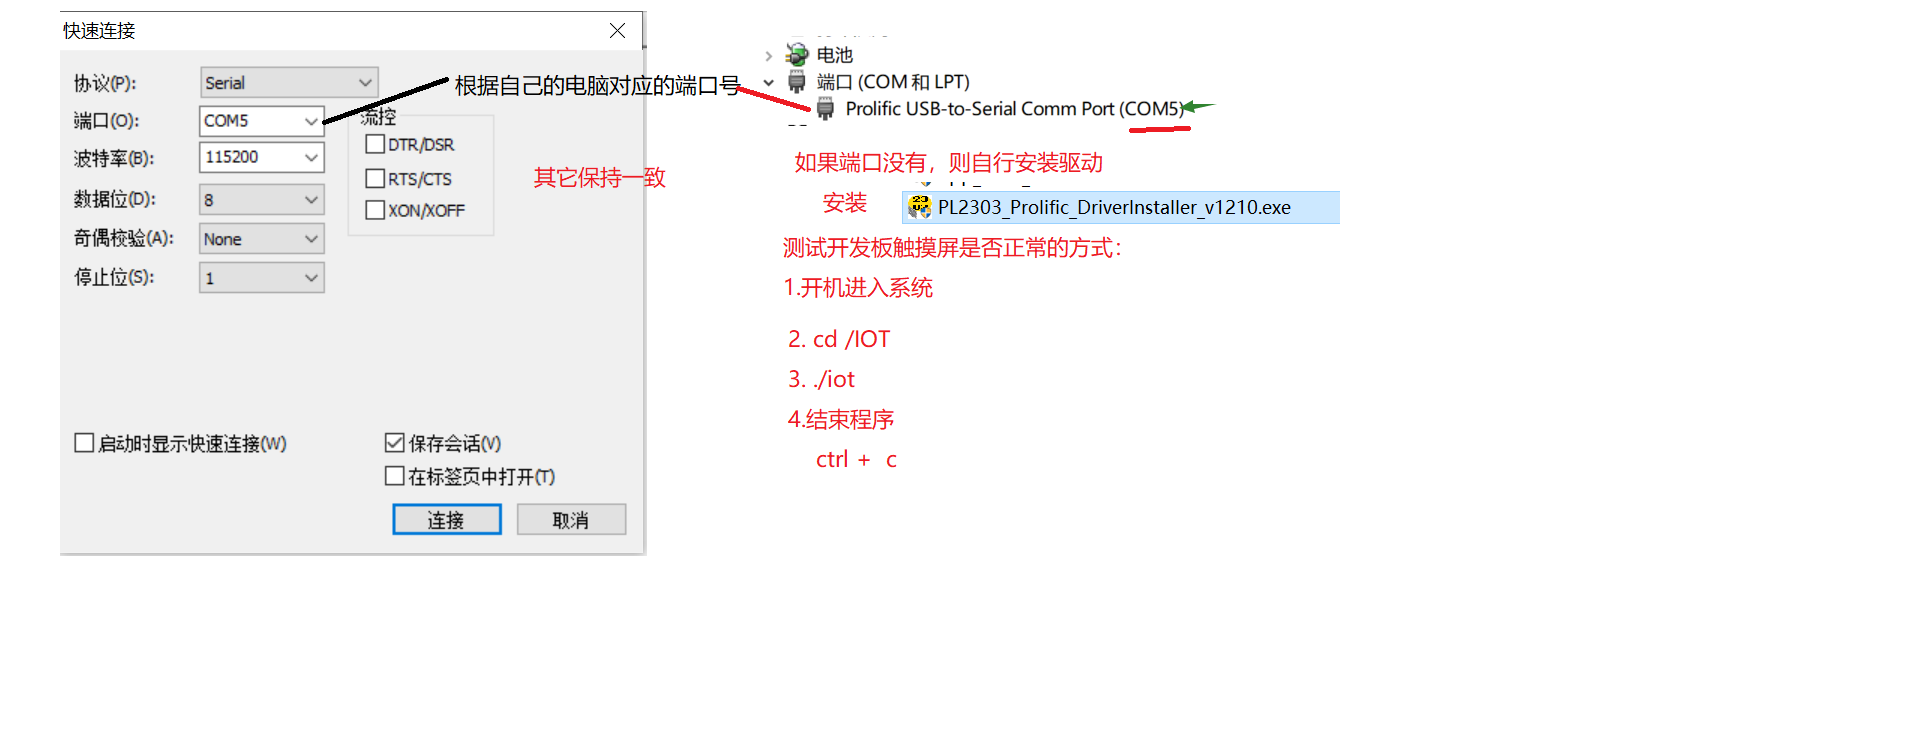 快速连接
协议(P):
Serial
端口(O):
COM5
波特率(B):
115200
数据位(D):
8
奇偶校验(A):
None
停止位(S):
1
流控
DTR/DSR
RTS/CTS
XON/XOFF
启动时显示快速连接(W)
保存会话(V)
在标签页中打开(T)
连接
取消
根据自己的电脑对应的端口号
其它保持一致
电池
端口 (COM 和 LPT)
Prolific USB-to-Serial Comm Port (COM5)
如果端口没有，则自行安装驱动
安装
PL2303_Prolific_DriverInstaller_v1210.exe
测试开发板触摸屏是否正常的方式：
1.开机进入系统
2. cd /IOT
3. ./iot
4.结束程序
ctrl + c